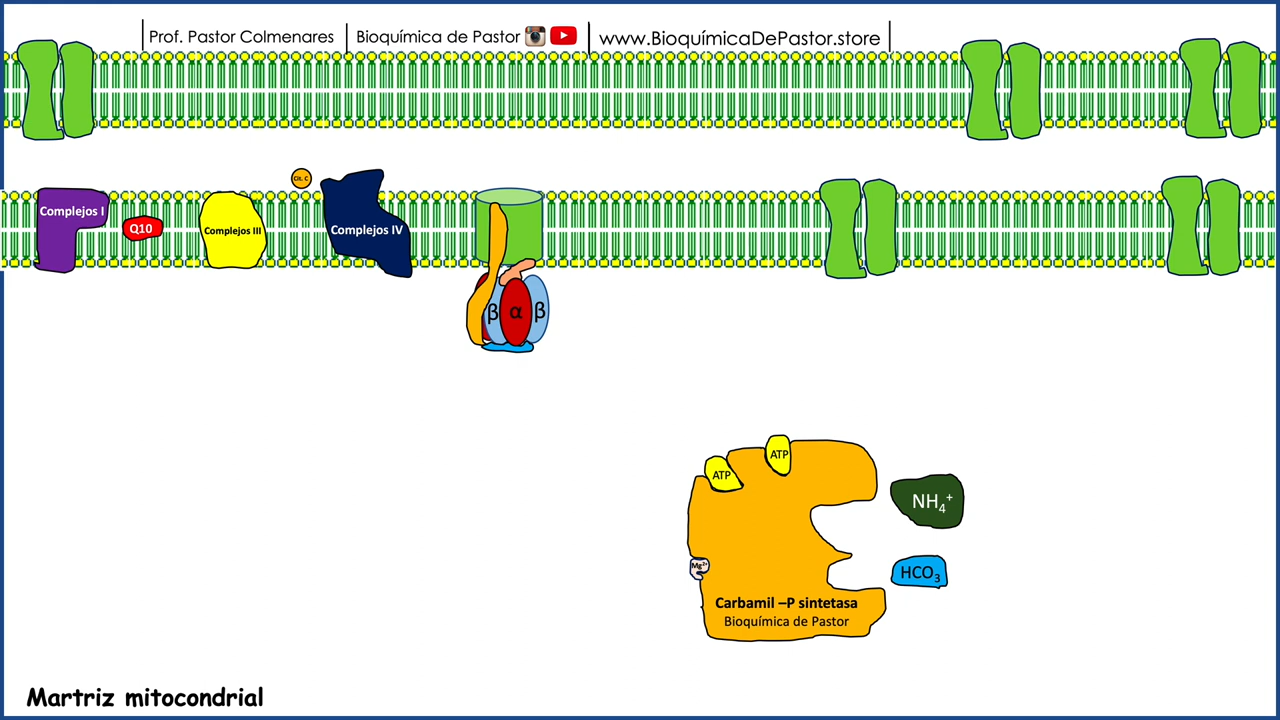 Prof. Pastor Colmenares
Bioquímica de Pastor
www.BioquímicaDePastor.store
Cit. C
Complejos I
Q10
Complejos III
Complejos IV
β α β
ATP
ATP
NH₄⁺
Mg²⁺
HCO₃
Carbamil –P sintetasa
Bioquímica de Pastor
Martriz mitocondrial